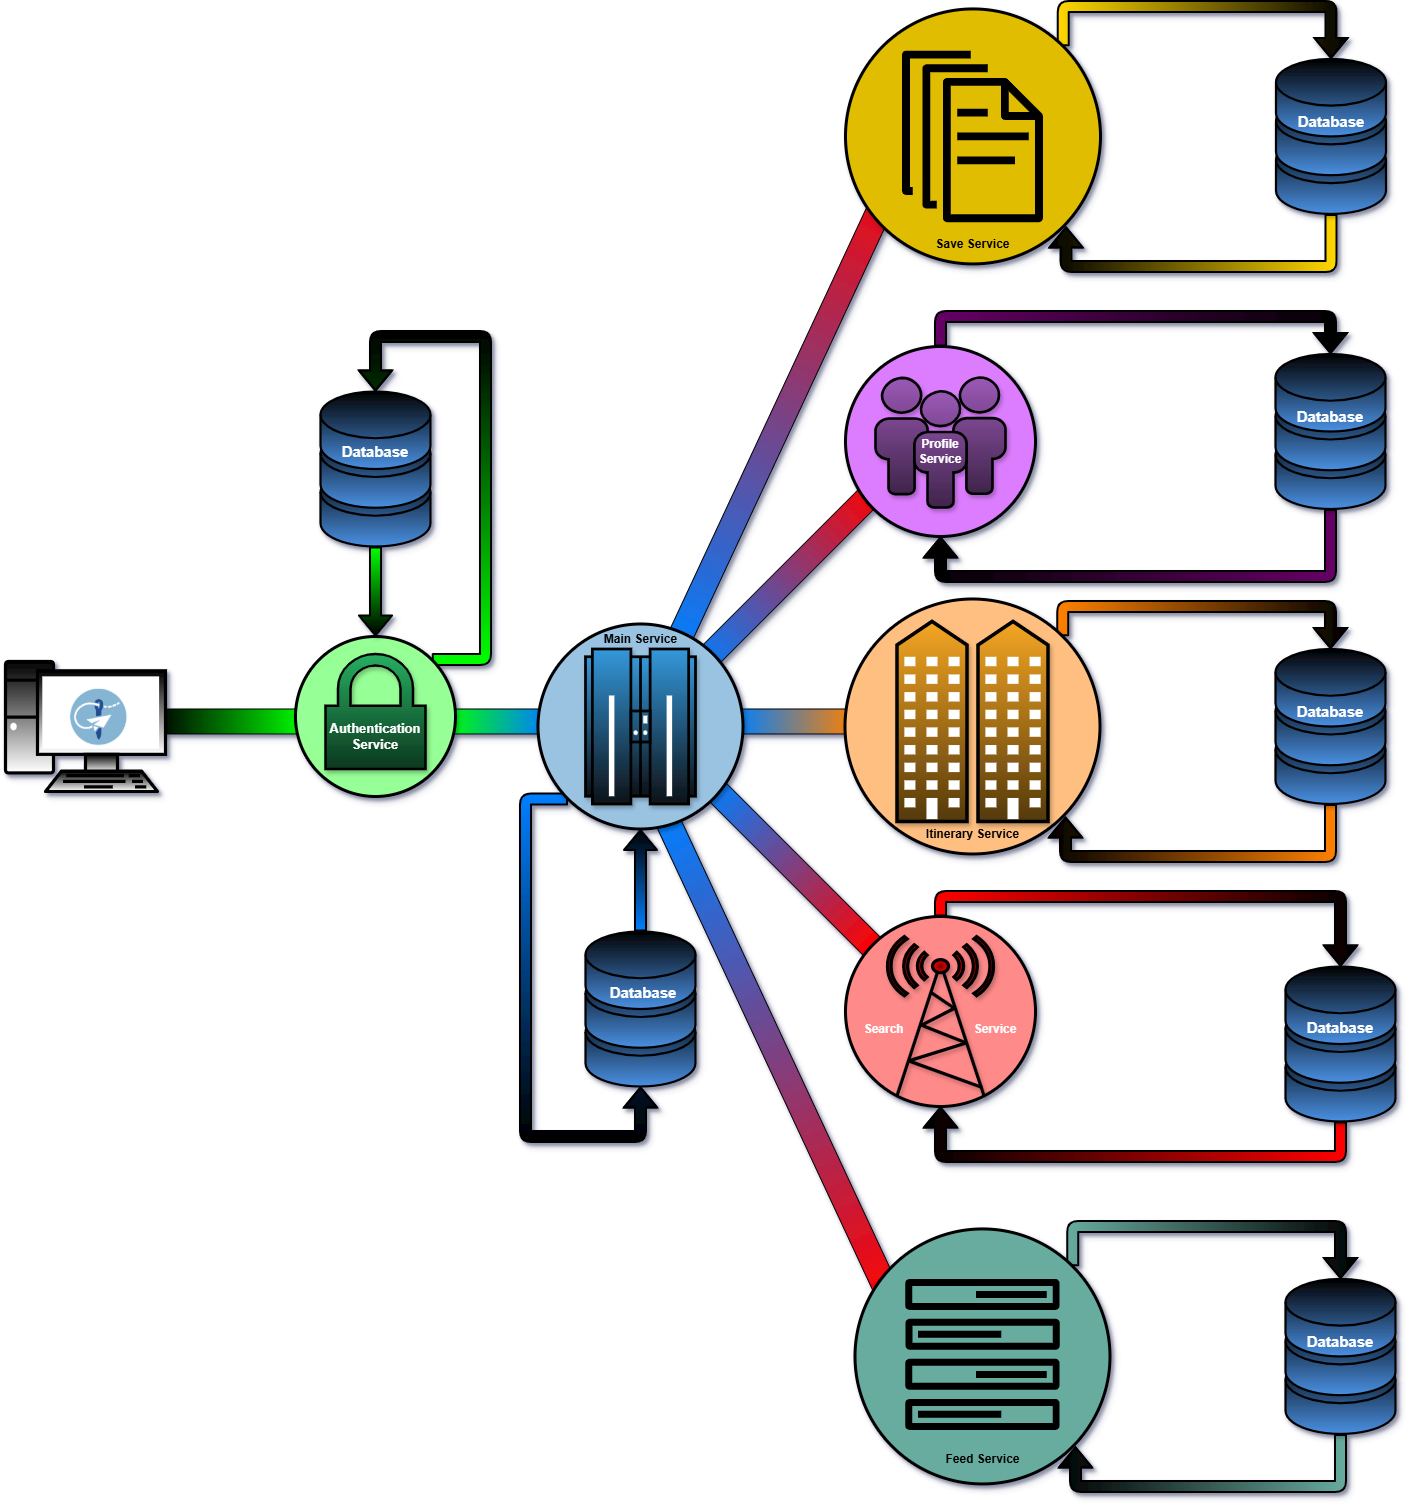 Database
Save Service
Database
Profile
Service
Database
Authentication
Service
Main Service
Database
Itinerary Service
Database
Database
Search Service
Database
Database
Feed Service